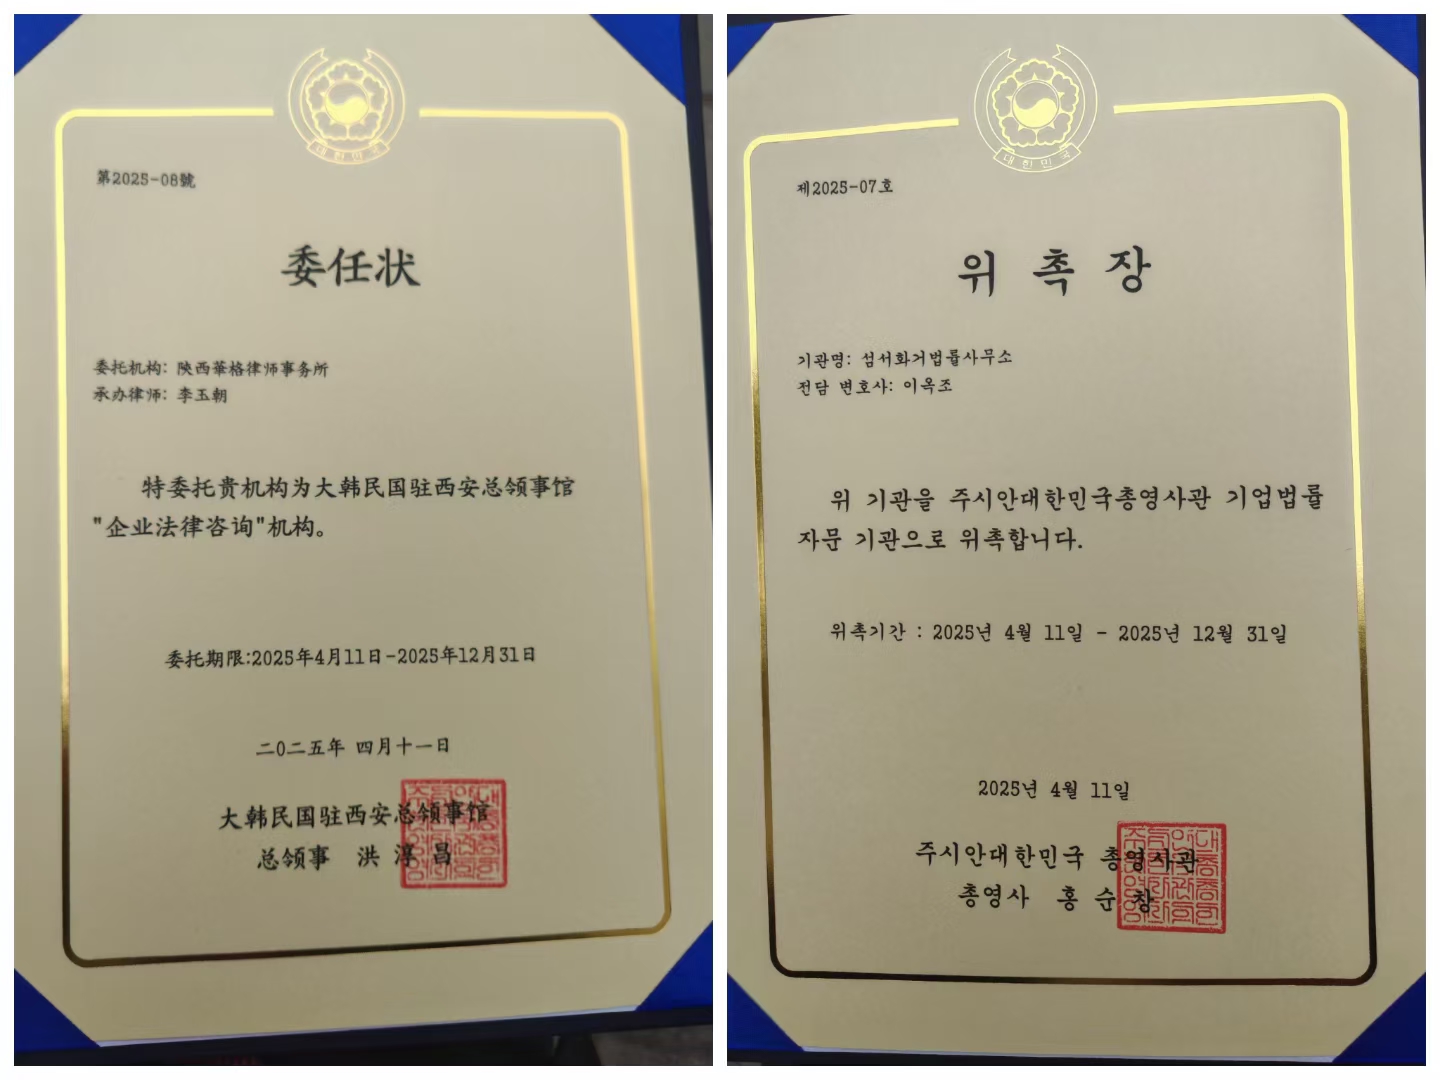 대한민국
第2025-08號
委任状
委托机构: 陝西華格律师事务所
承办律师: 李玉朝
特委托贵机构为大韩民国驻西安总领事馆
"企业法律咨询"机构。
委托期限:2025年4月11日-2025年12月31日
二0二五年 四月十一日
大韩民国驻西安总领事馆
总领事 洪淳昌
대한민국
제2025-07호
위촉장
기관명: 섬서화거법률사무소
전담 변호사: 이옥조
위 기관을 주시안대한민국총영사관 기업법률
자문 기관으로 위촉합니다.
위촉기간 : 2025년 4월 11일 - 2025년 12월 31일
2025년 4월 11일
주시안대한민국 총영사관
총영사 홍순창